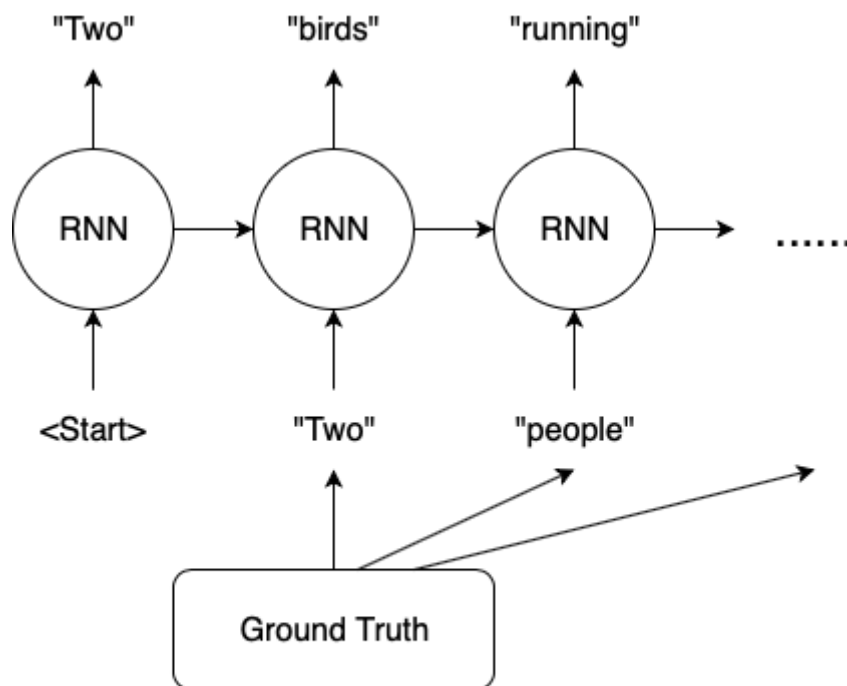 "Two" "birds" "running"
RNN RNN RNN ......
<Start> "Two" "people"
Ground Truth